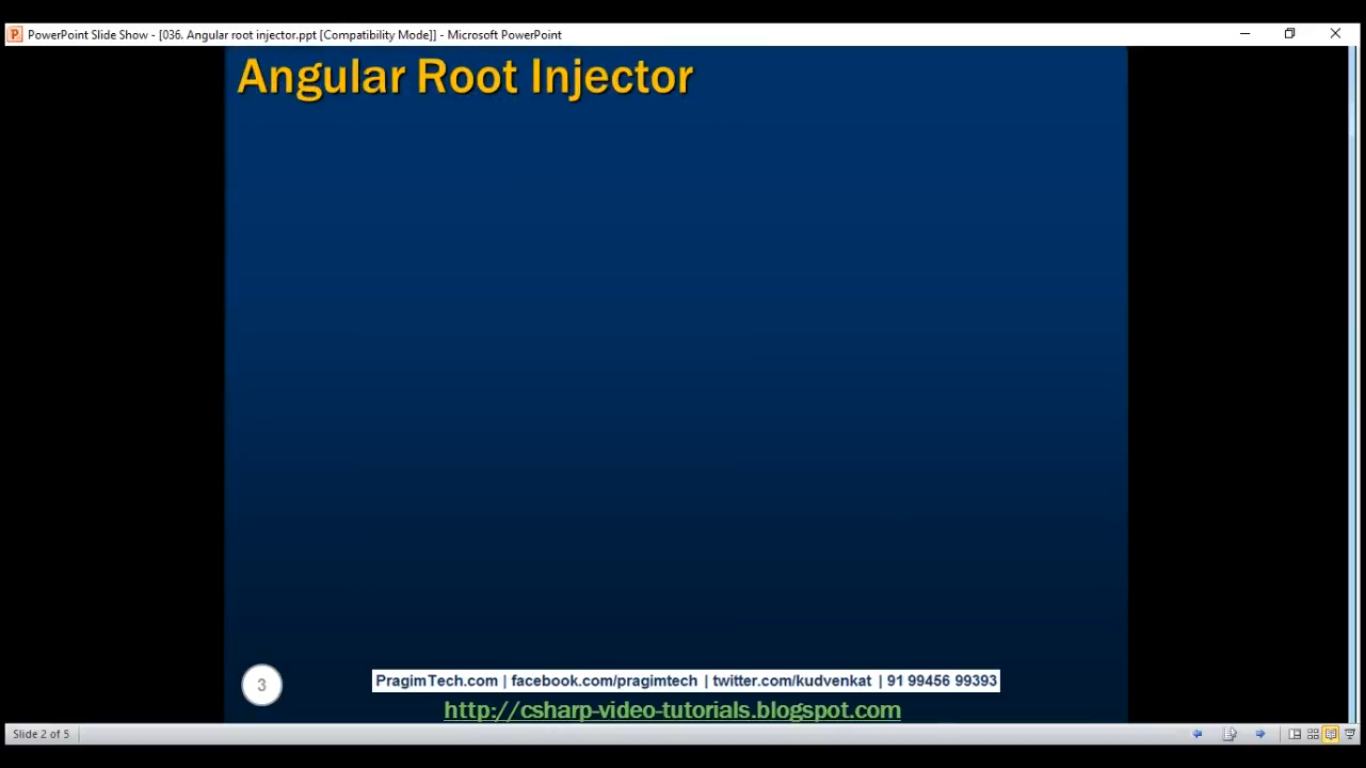 PowerPoint Slide Show - [036. Angular root injector.ppt [Compatibility Mode]] - Microsoft PowerPoint
Angular Root Injector
3
PragimTech.com | facebook.com/pragimtech | twitter.com/kudvenkat | 91 99456 99393
http://csharp-video-tutorials.blogspot.com
Slide 2 of 5